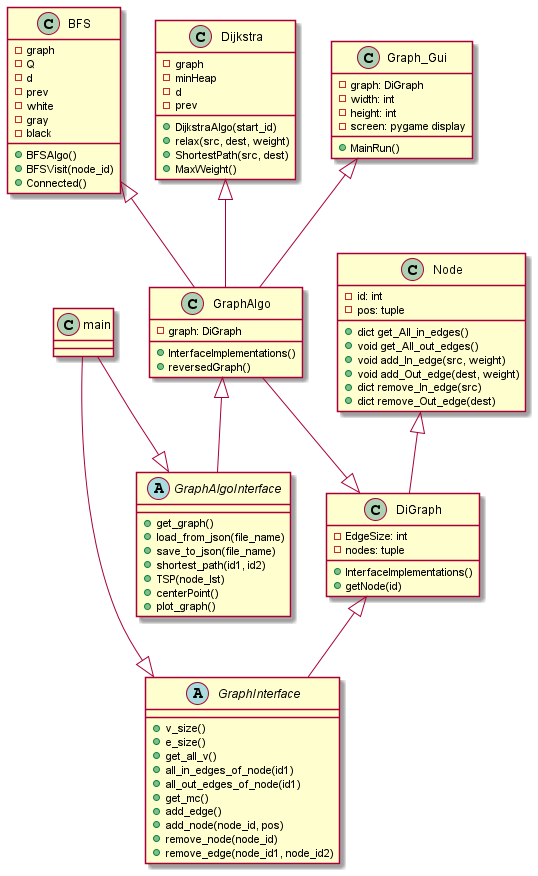 C BFS
graph
Q
d
prev
white
gray
black
BFSAlgo()
BFSVisit(node_id)
Connected()
C Dijkstra
graph
minHeap
d
prev
DijkstraAlgo(start_id)
relax(src, dest, weight)
ShortestPath(src, dest)
MaxWeight()
C Graph_Gui
graph: DiGraph
width: int
height: int
screen: pygame display
MainRun()
C Node
id: int
pos: tuple
dict get_All_in_edges()
void get_All_out_edges()
void add_In_edge(src, weight)
void add_Out_edge(dest, weight)
dict remove_In_edge(src)
dict remove_Out_edge(dest)
C GraphAlgo
graph: DiGraph
InterfaceImplementations()
reversedGraph()
C main
A GraphAlgoInterface
get_graph()
load_from_json(file_name)
save_to_json(file_name)
shortest_path(id1, id2)
TSP(node_lst)
centerPoint()
plot_graph()
C DiGraph
EdgeSize: int
nodes: tuple
InterfaceImplementations()
getNode(id)
A GraphInterface
v_size()
e_size()
get_all_v()
all_in_edges_of_node(id1)
all_out_edges_of_node(id1)
get_mc()
add_edge()
add_node(node_id, pos)
remove_node(node_id)
remove_edge(node_id1, node_id2)